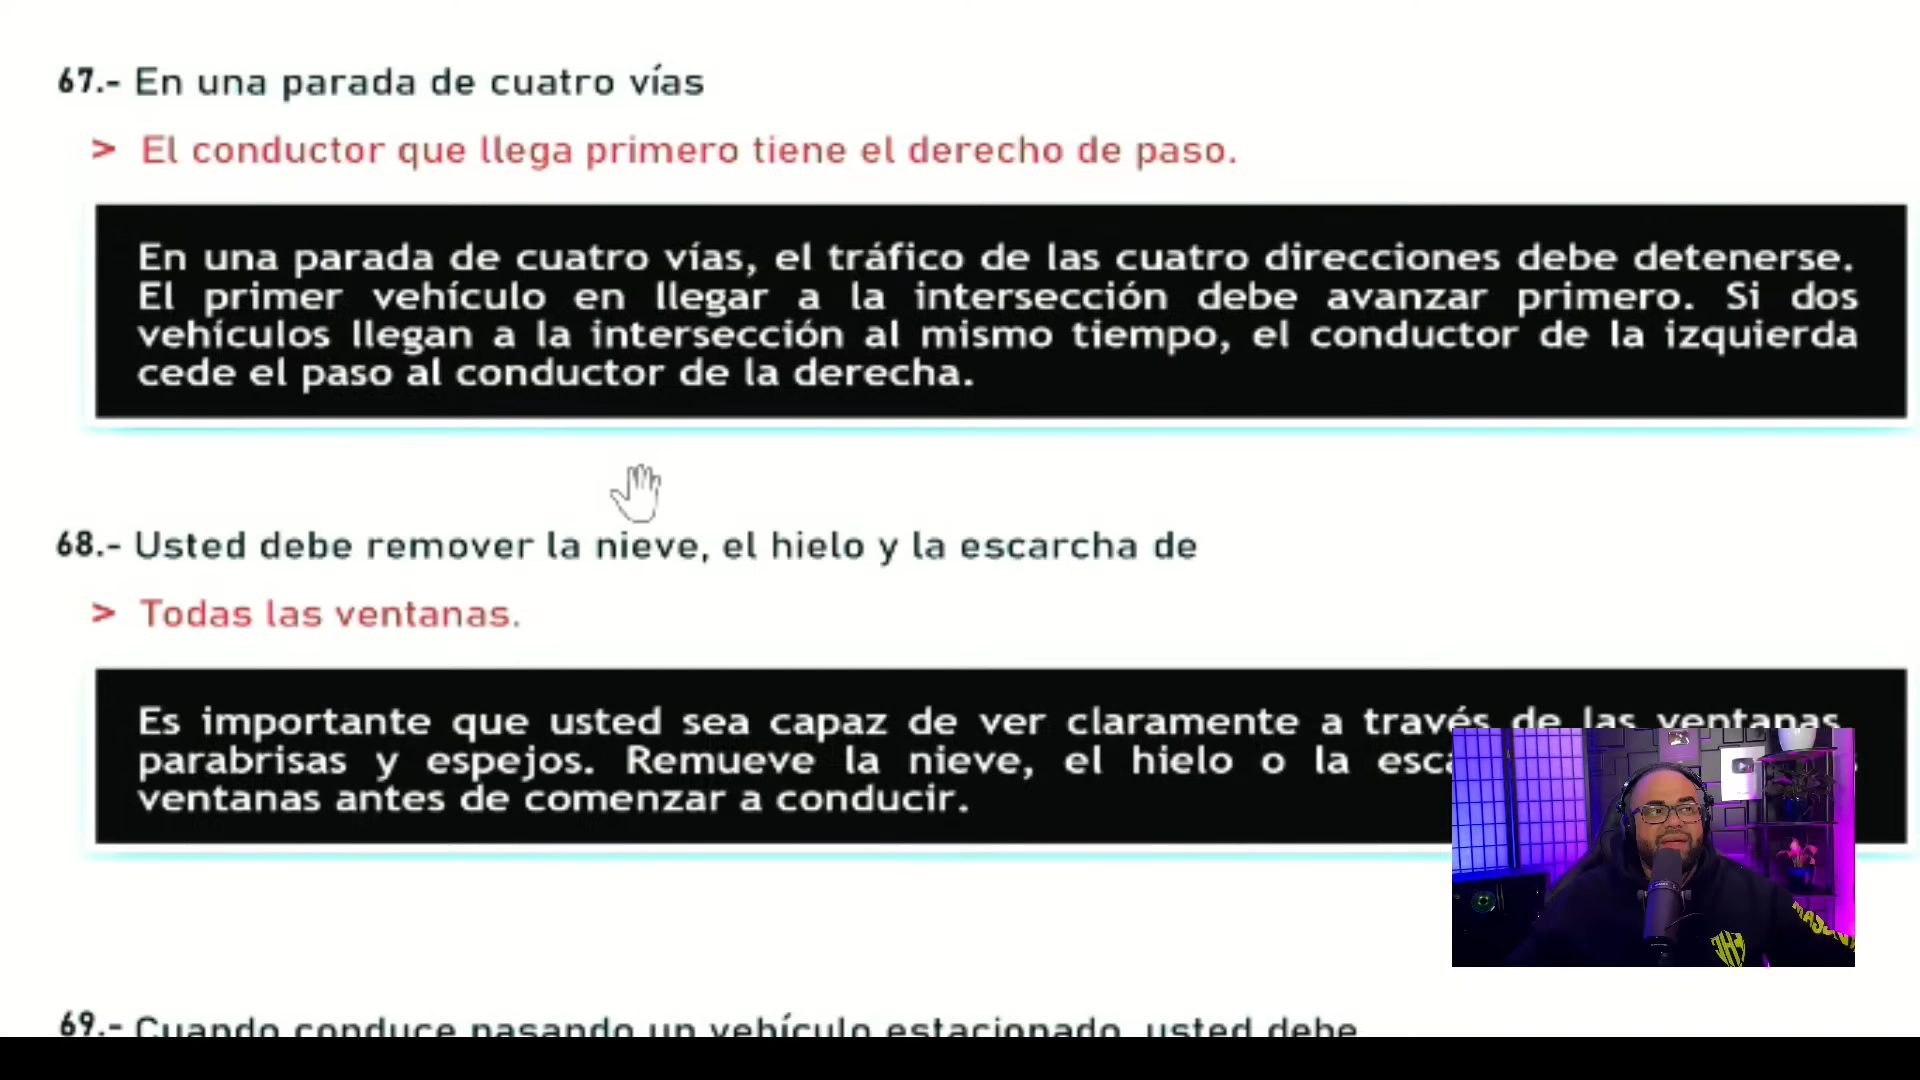 67.- En una parada de cuatro vías
> El conductor que llega primero tiene el derecho de paso.
En una parada de cuatro vías, el tráfico de las cuatro direcciones debe detenerse.
El primer vehículo en llegar a la intersección debe avanzar primero. Si dos
vehículos llegan a la intersección al mismo tiempo, el conductor de la izquierda
cede el paso al conductor de la derecha.
68.- Usted debe remover la nieve, el hielo y la escarcha de
> Todas las ventanas.
Es importante que usted sea capaz de ver claramente a través de las ventanas
parabrisas y espejos. Remueve la nieve, el hielo o la
ventanas antes de comenzar a conducir.
69.- Cuando conduce pasando un vehículo estacionado, usted debe